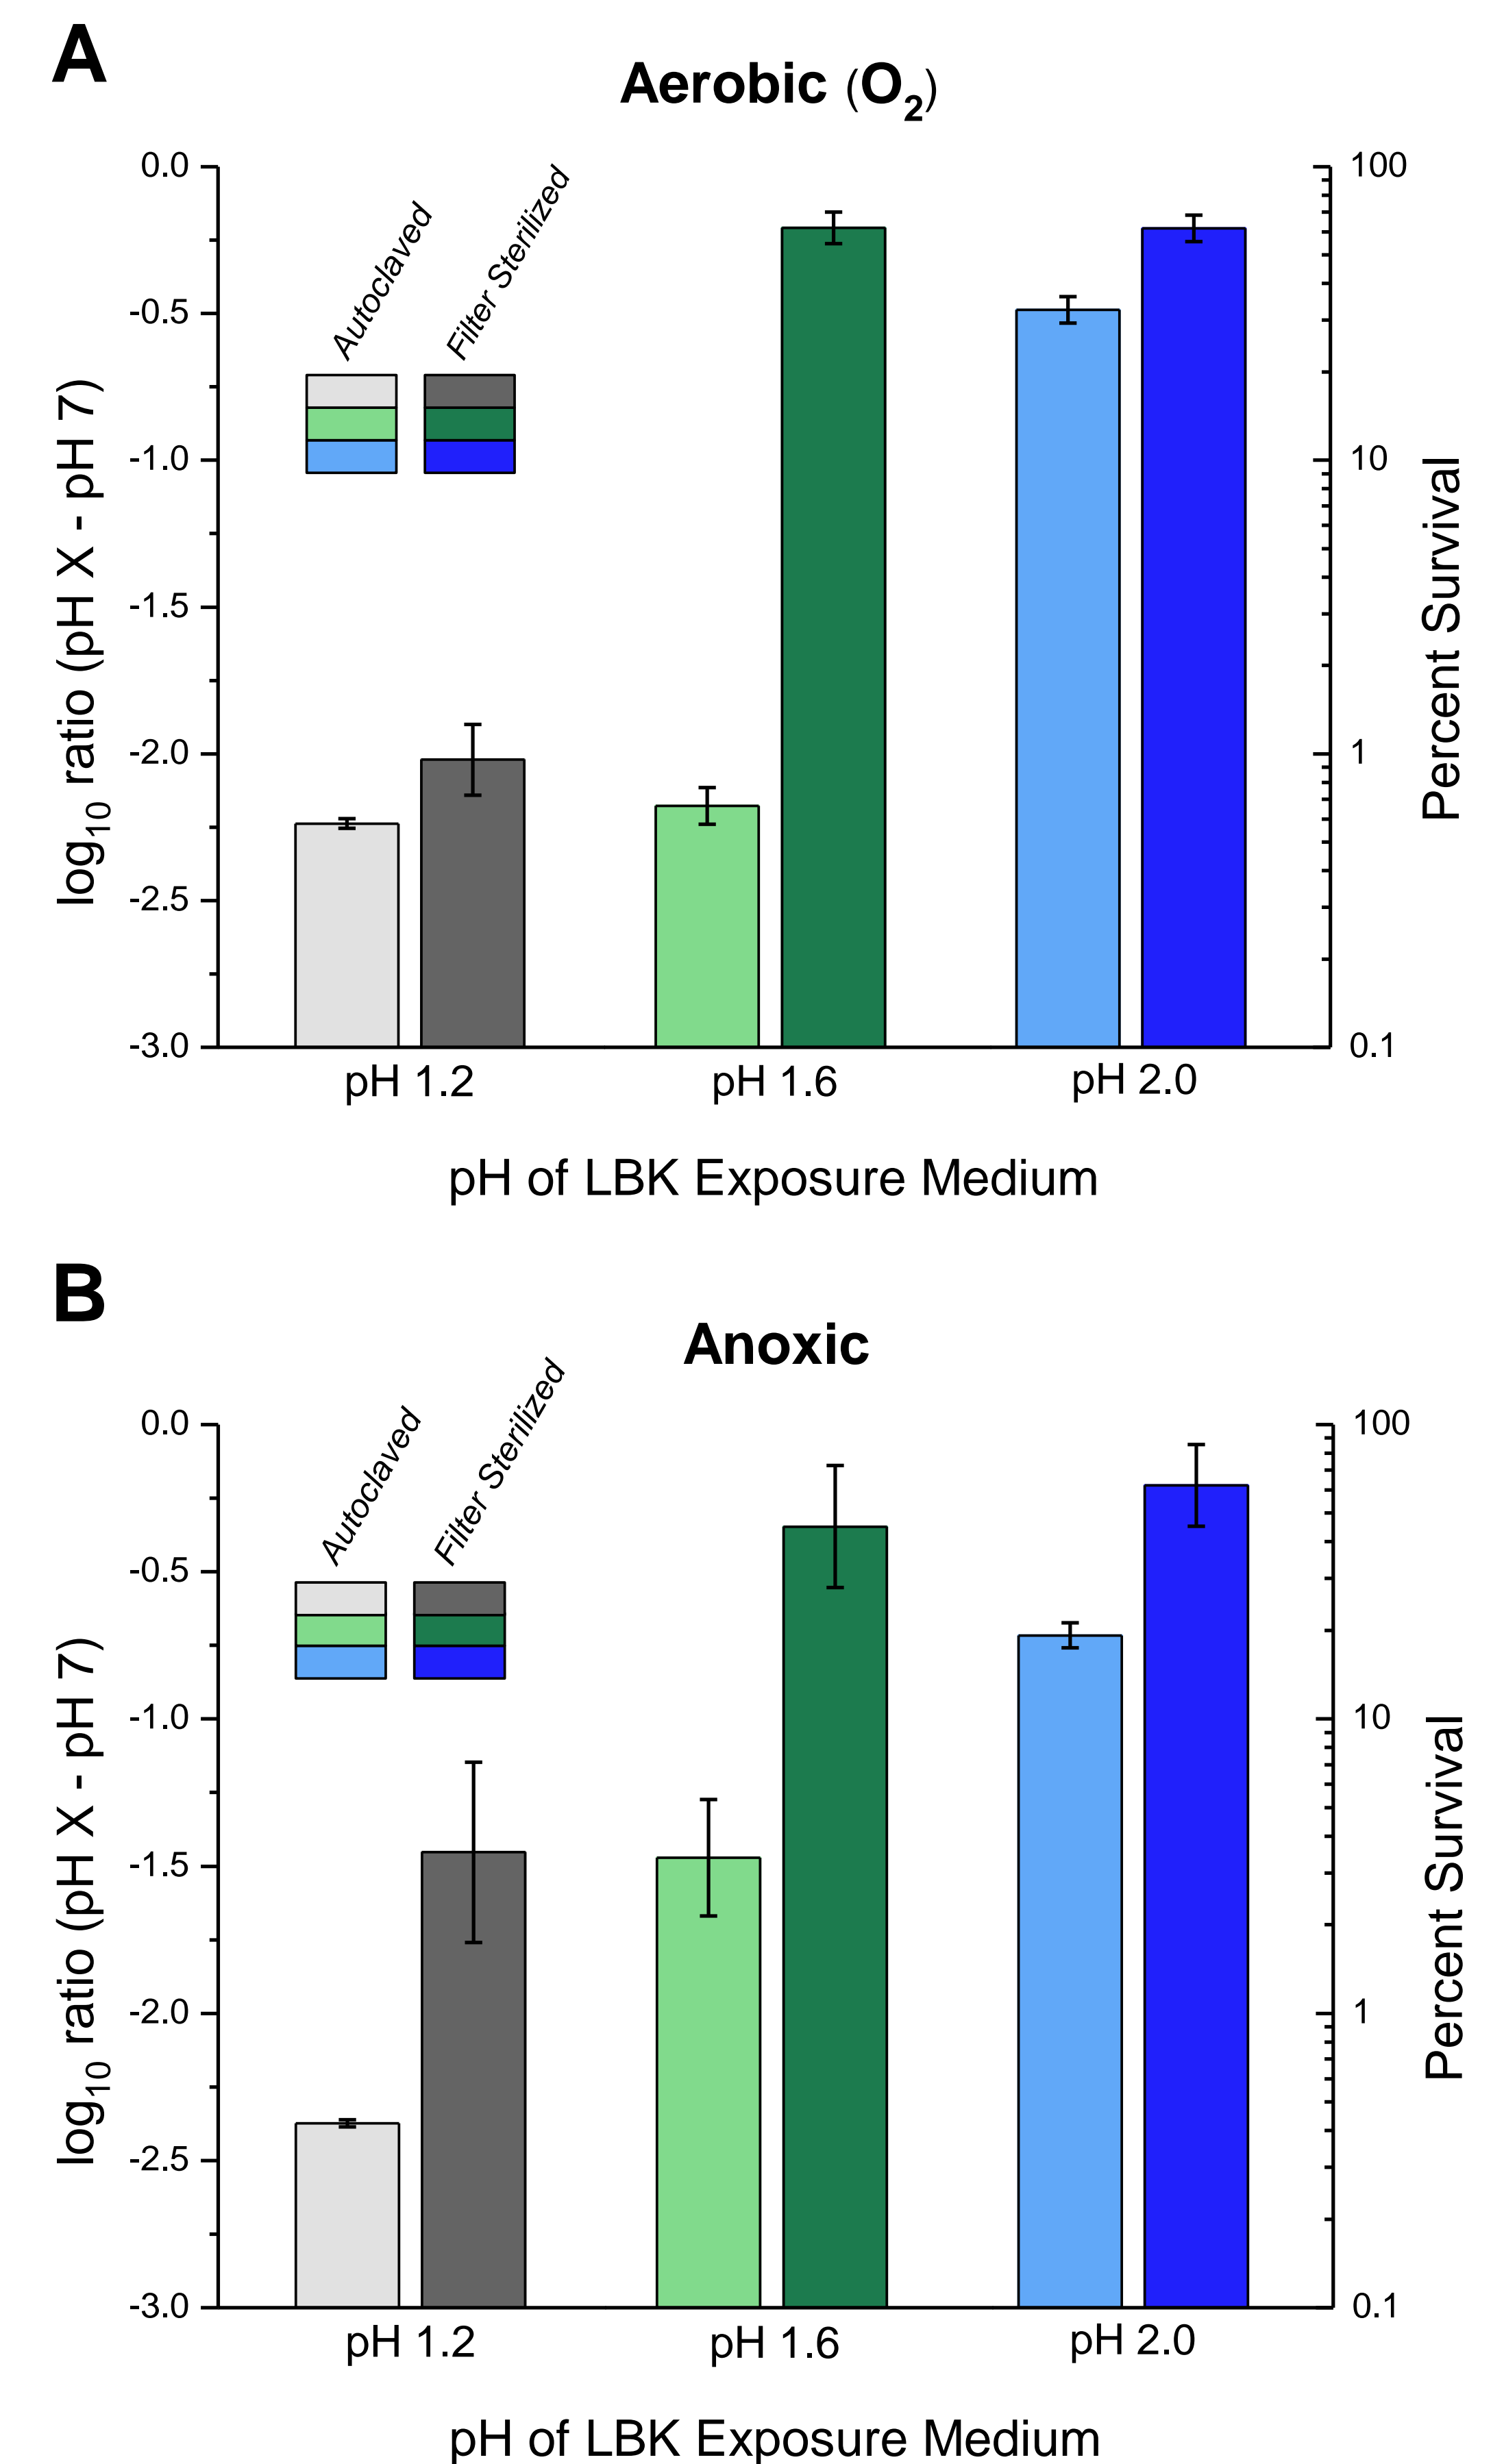 A
Aerobic (O2)
Autoclaved
Filter Sterilized
0.0
-0.5
-1.0
-1.5
-2.0
-2.5
-3.0
log10 ratio (pH X - pH 7)
100
10
1
0.1
Percent Survival
pH 1.2
pH 1.6
pH 2.0
pH of LBK Exposure Medium
B
Anoxic
Autoclaved
Filter Sterilized
0.0
-0.5
-1.0
-1.5
-2.0
-2.5
-3.0
log10 ratio (pH X - pH 7)
100
10
1
0.1
Percent Survival
pH 1.2
pH 1.6
pH 2.0
pH of LBK Exposure Medium